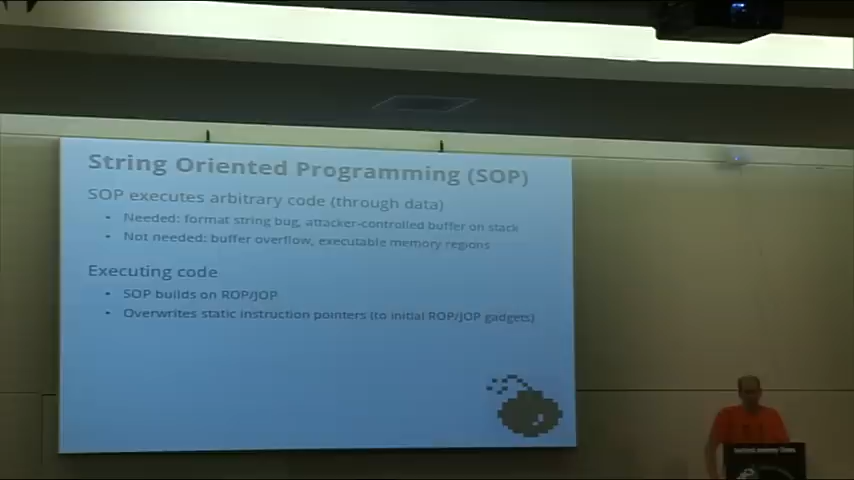 String Oriented Programming (SOP)
SOP executes arbitrary code (through data)
• Needed: format string bug, attacker-controlled buffer on stack
• Not needed: buffer overflow, executable memory regions
Executing code
• SOP builds on ROP/JOP
• Overwrites static instruction pointers (to initial ROP/JOP gadgets)